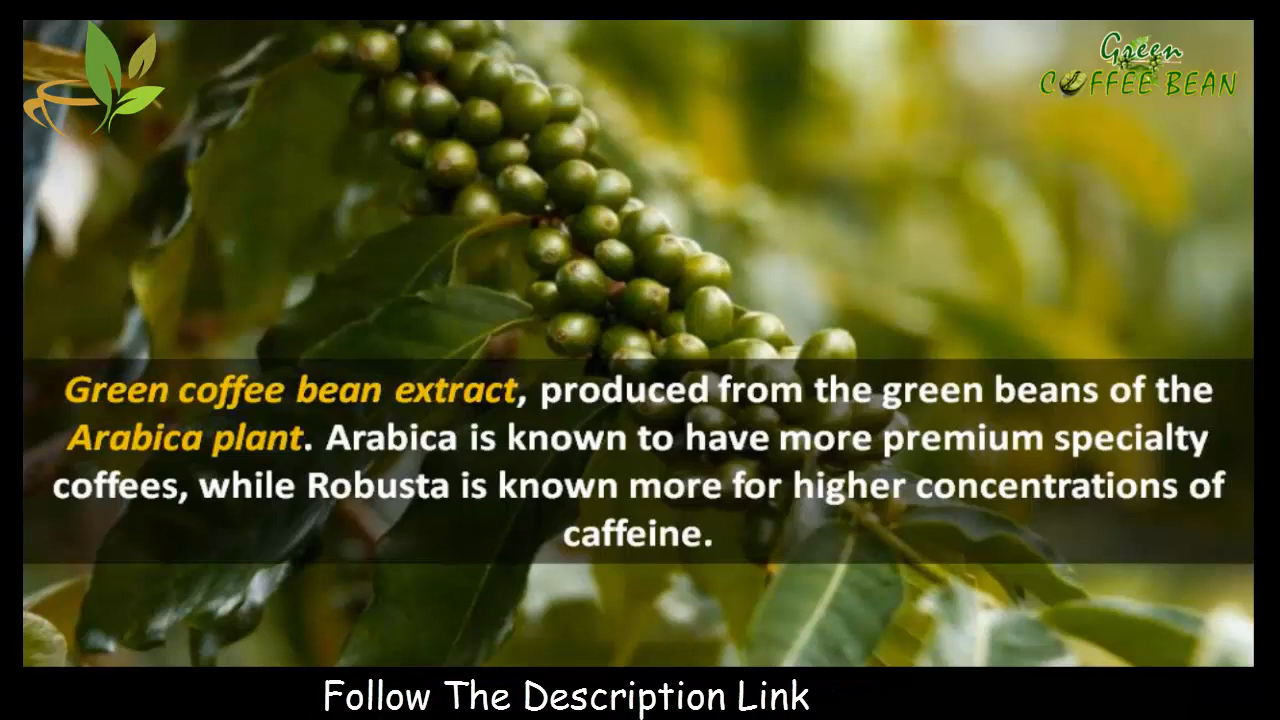 Green
COFFEE BEAN
Green coffee bean extract, produced from the green beans of the
Arabica plant. Arabica is known to have more premium specialty
coffees, while Robusta is known more for higher concentrations of
caffeine.
Follow The Description Link